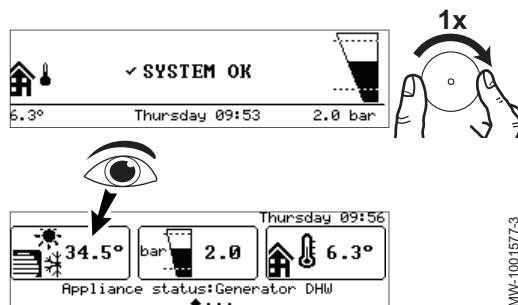 1x
✓ SYSTEM OK
6.3° Thursday 09:53 2.0 bar
Thursday 09:56
34.5° bar 2.0 6.3°
Appliance status:Generator DHW
WW-1001577-3